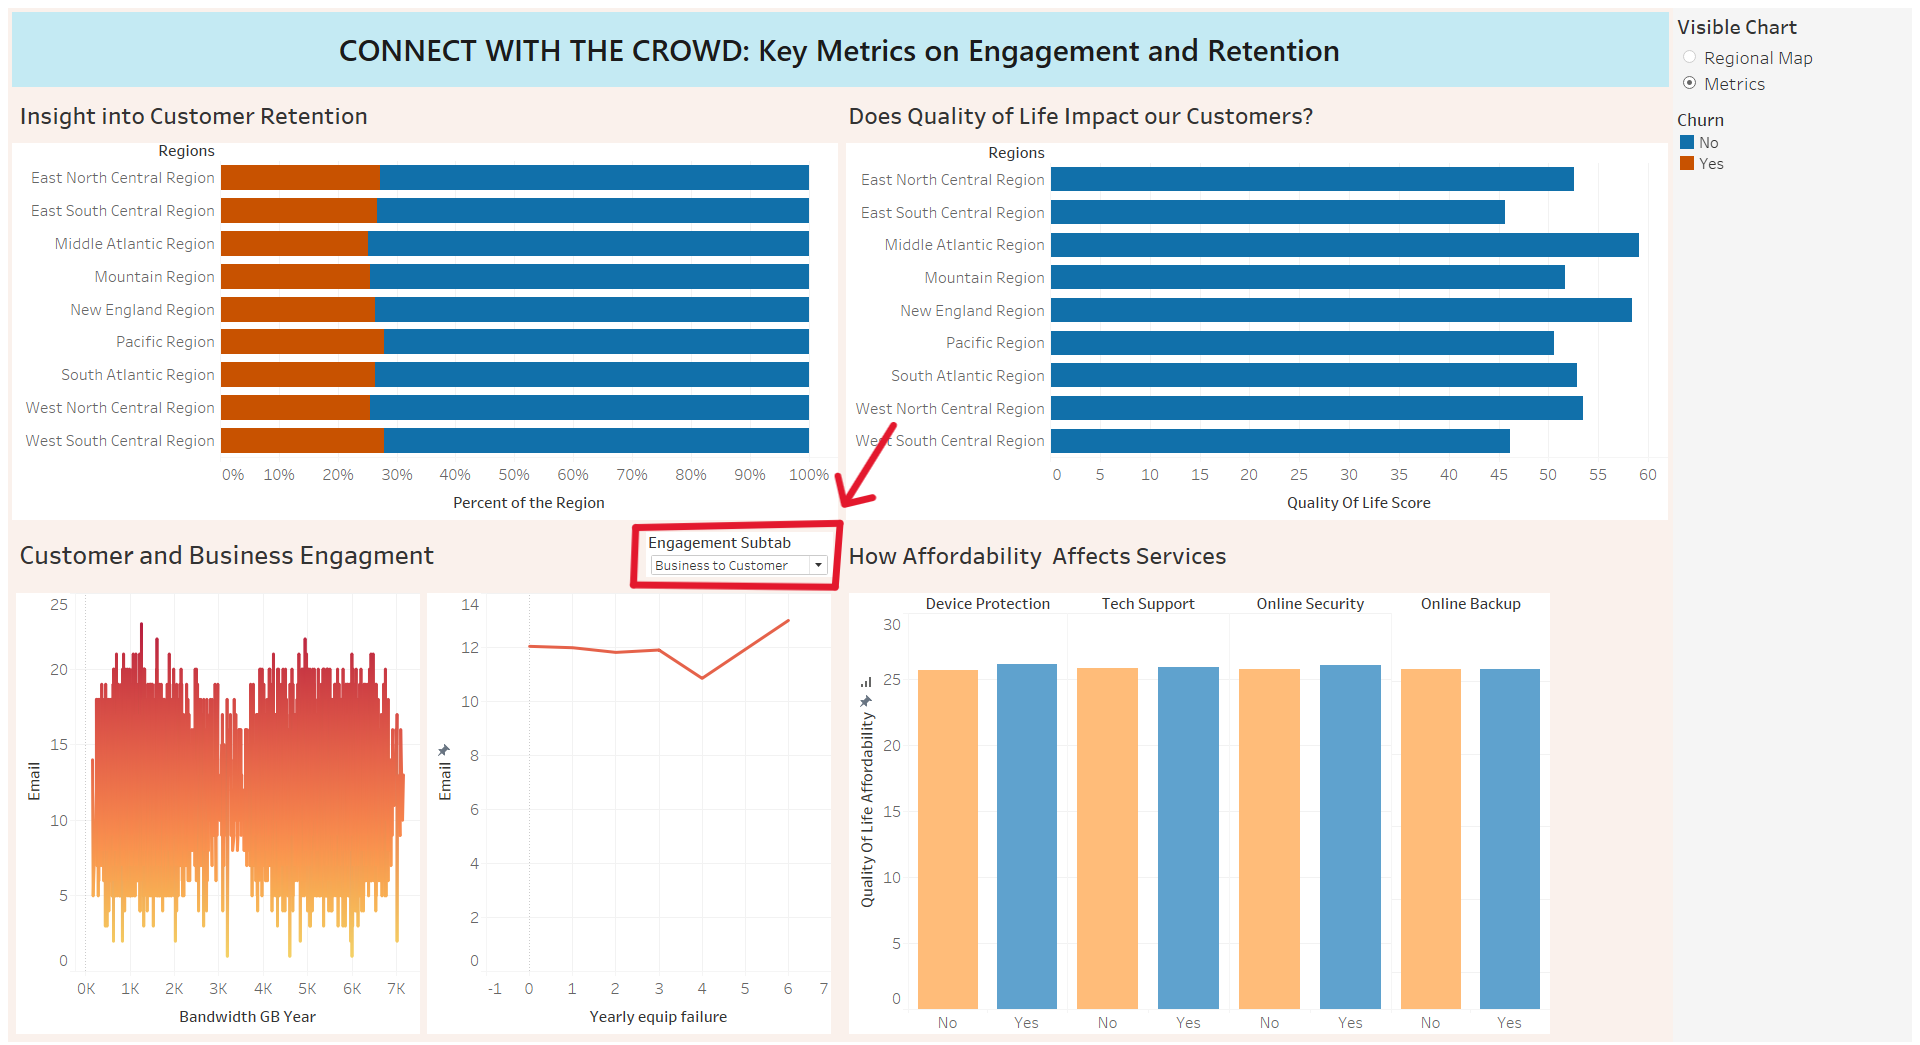 CONNECT WITH THE CROWD: Key Metrics on Engagement and Retention
Visible Chart
Regional Map
Metrics
Churn
No
Yes
Insight into Customer Retention
Regions
East North Central Region
East South Central Region
Middle Atlantic Region
Mountain Region
New England Region
Pacific Region
South Atlantic Region
West North Central Region
West South Central Region
0% 10% 20% 30% 40% 50% 60% 70% 80% 90% 100%
Percent of the Region
Does Quality of Life Impact our Customers?
Regions
East North Central Region
East South Central Region
Middle Atlantic Region
Mountain Region
New England Region
Pacific Region
South Atlantic Region
West North Central Region
West South Central Region
0 5 10 15 20 25 30 35 40 45 50 55 60
Quality Of Life Score
Customer and Business Engagment
Engagement Subtab
Business to Customer
25
20
15
10
5
0
Email
0K 1K 2K 3K 4K 5K 6K 7K
Bandwidth GB Year
14
12
10
8
6
4
2
0
Email
-1 0 1 2 3 4 5 6 7
Yearly equip failure
How Affordability Affects Services
Device Protection Tech Support Online Security Online Backup
30
25
20
15
10
5
0
Quality Of Life Affordability
No Yes No Yes No Yes No Yes